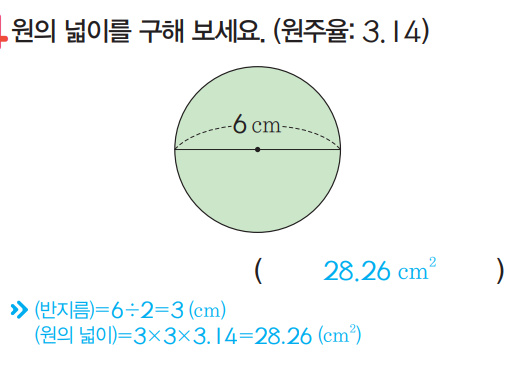 원의 넓이를 구해 보세요. (원주율: 3.14)
6 cm
( 28.26 cm² )
(반지름)=6÷2=3 (cm)
(원의 넓이)=3×3×3.14=28.26 (cm²)